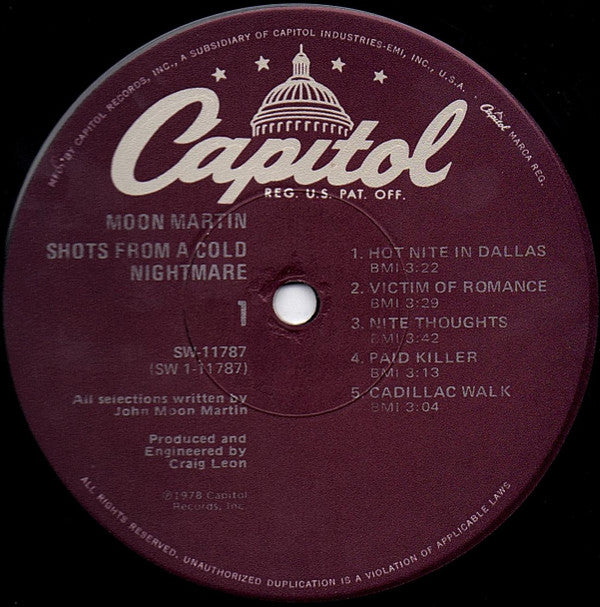 MFD. BY CAPITOL RECORDS, INC., A SUBSIDIARY OF CAPITOL INDUSTRIES-EMI, INC., U.S.A.
Capitol MARCA REG.
Capitol
REG. U.S. PAT. OFF.
MOON MARTIN
SHOTS FROM A COLD
NIGHTMARE
1
SW-11787
(SW 1-11787)
All selections written by
John Moon Martin
Produced and
Engineered by
Craig Leon
℗1978 Capitol
Records, Inc
1. HOT NITE IN DALLAS
BMI 3:22
2. VICTIM OF ROMANCE
BMI 3:29
3. NITE THOUGHTS
BMI 3:42
4. PAID KILLER
BMI 3:13
5. CADILLAC WALK
BMI 3:04
ALL RIGHTS RESERVED. UNAUTHORIZED DUPLICATION IS A VIOLATION OF APPLICABLE LAWS